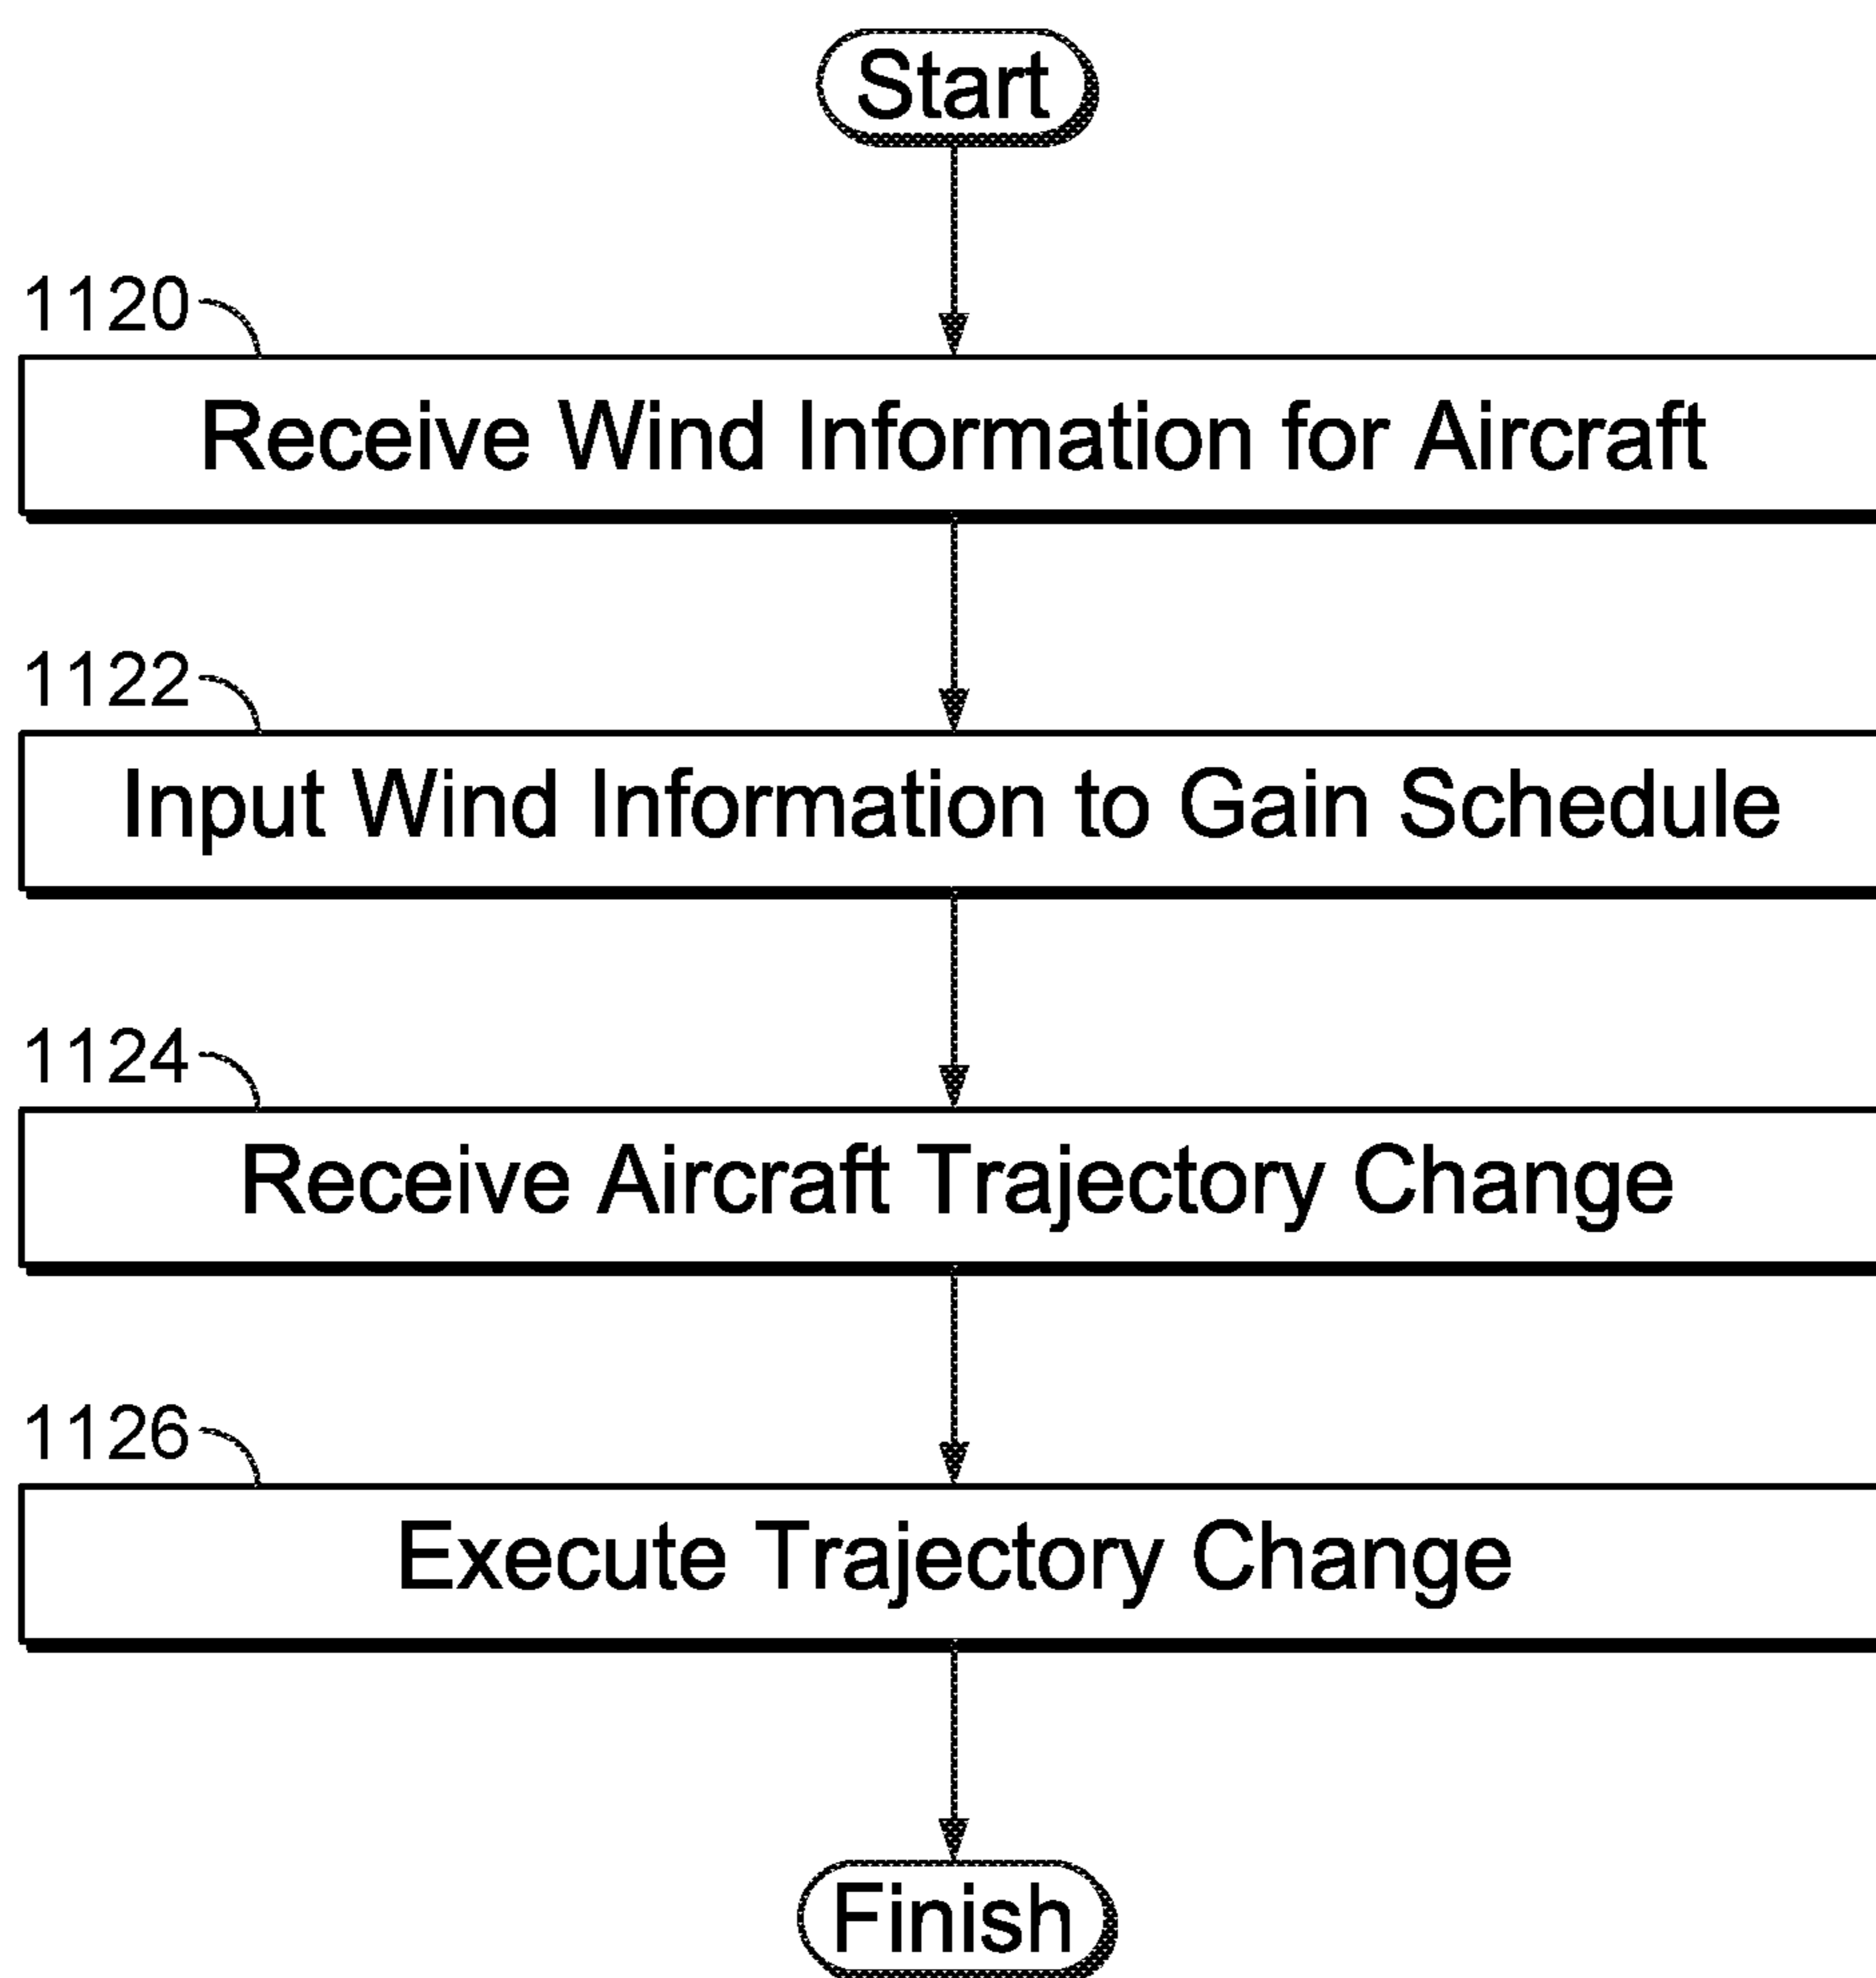 Start
1120
Receive Wind Information for Aircraft
1122
Input Wind Information to Gain Schedule
1124
Receive Aircraft Trajectory Change
1126
Execute Trajectory Change
Finish